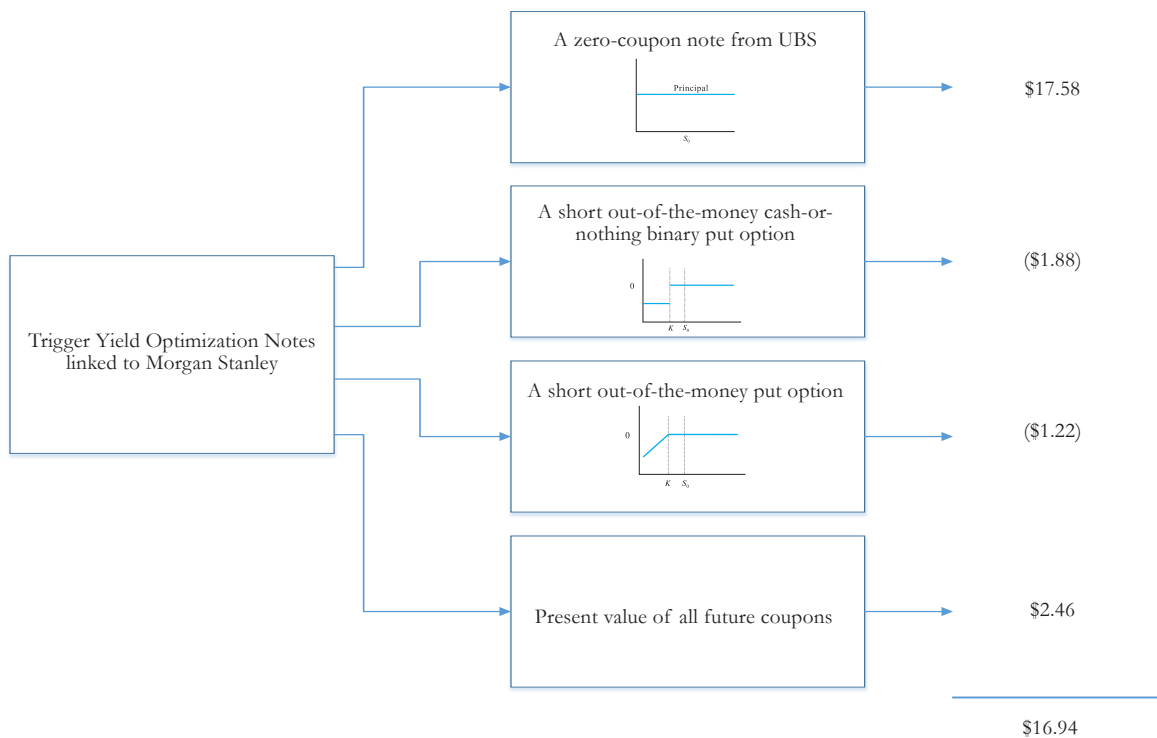 A zero-coupon note from UBS
Principal
S₀
$17.58
A short out-of-the-money cash-or-
nothing binary put option
0
K S₀
($1.88)
Trigger Yield Optimization Notes
linked to Morgan Stanley
A short out-of-the-money put option
0
K S₀
($1.22)
Present value of all future coupons
$2.46
$16.94